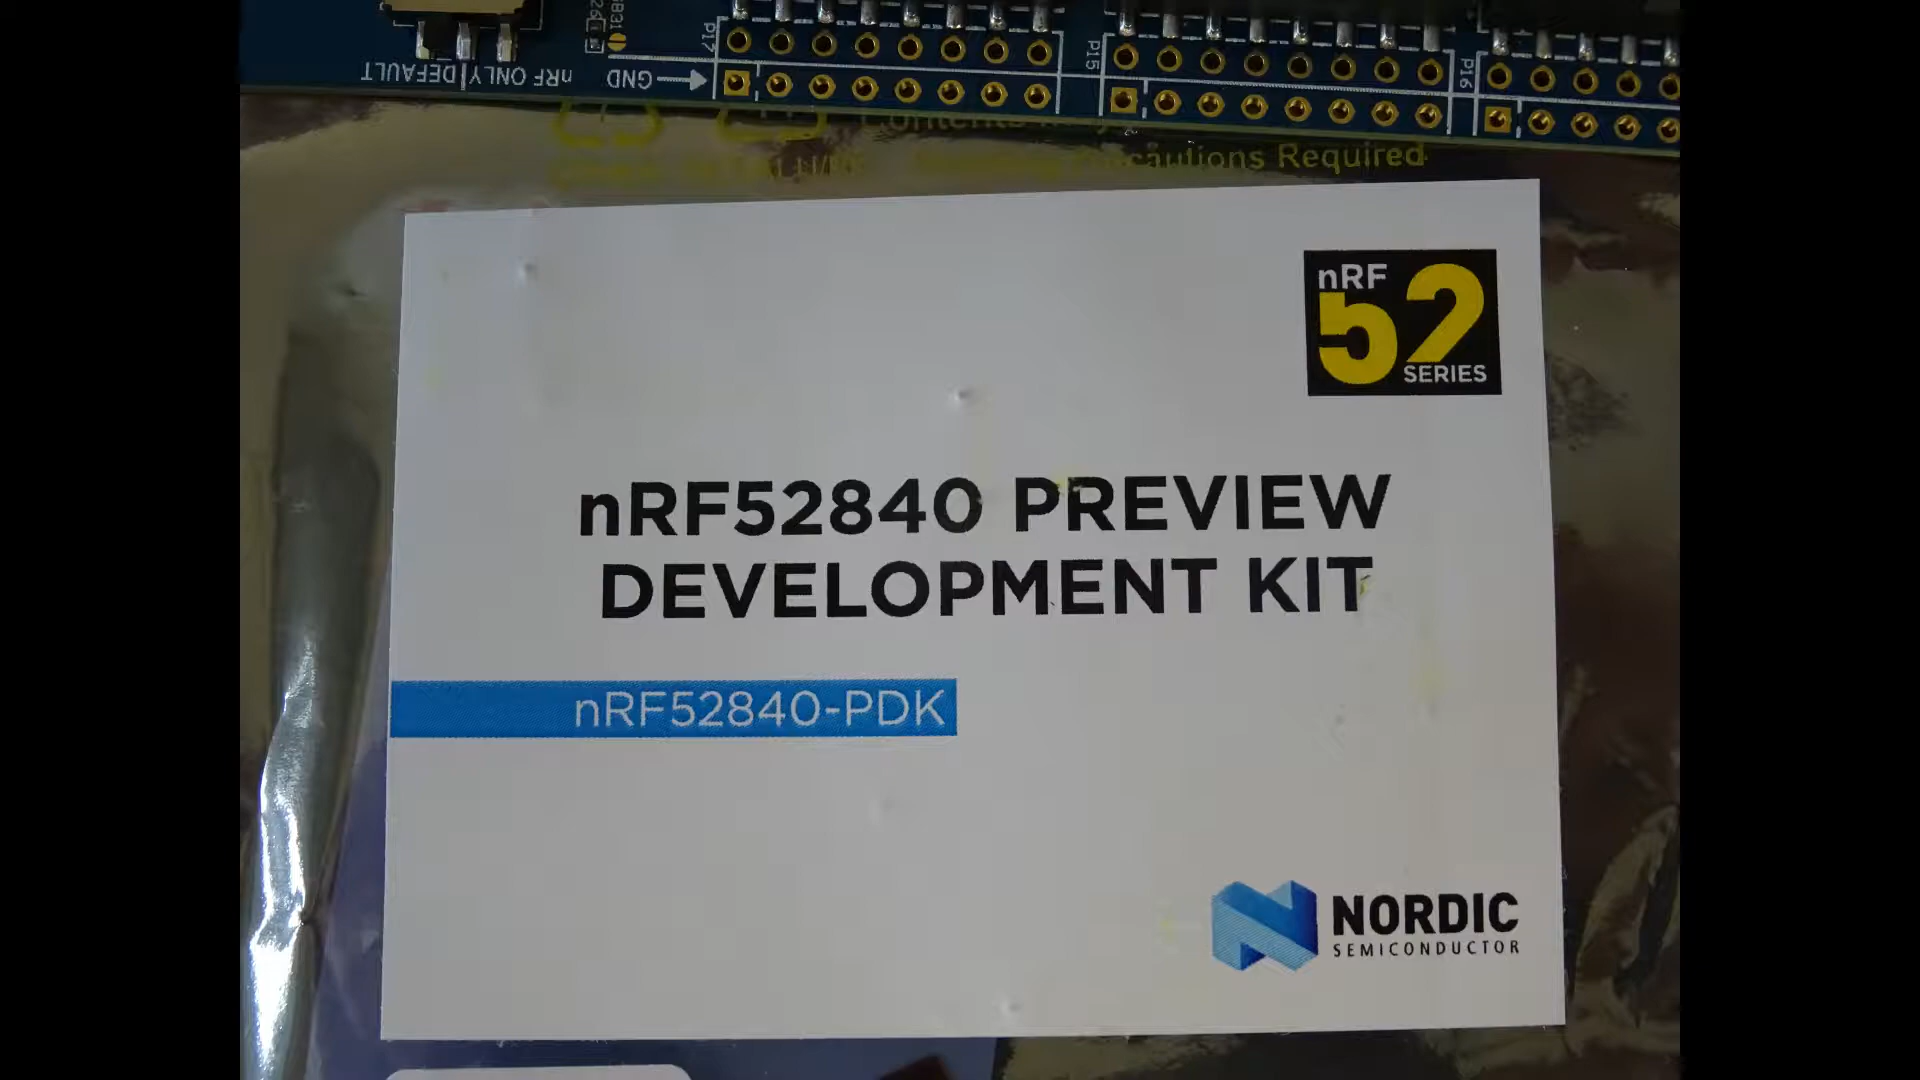 B31
P17
P15
P16
nRF ONLY DEFAULT
GND
Precautions Required
nRF
52
SERIES
nRF52840 PREVIEW
DEVELOPMENT KIT
nRF52840-PDK
NORDIC
SEMICONDUCTOR